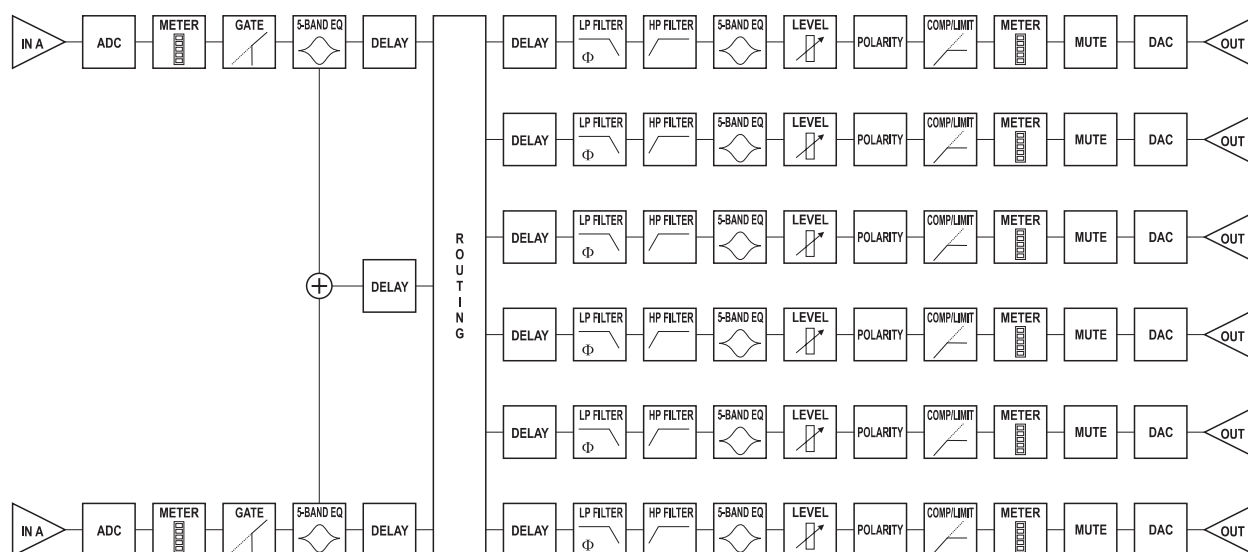 IN A ADC METER GATE 5-BAND EQ DELAY DELAY LP FILTER Φ HP FILTER 5-BAND EQ LEVEL POLARITY COMP/LIMIT METER MUTE DAC OUT
DELAY LP FILTER Φ HP FILTER 5-BAND EQ LEVEL POLARITY COMP/LIMIT METER MUTE DAC OUT
DELAY LP FILTER Φ HP FILTER 5-BAND EQ LEVEL POLARITY COMP/LIMIT METER MUTE DAC OUT
DELAY
ROUTING
DELAY LP FILTER Φ HP FILTER 5-BAND EQ LEVEL POLARITY COMP/LIMIT METER MUTE DAC OUT
DELAY LP FILTER Φ HP FILTER 5-BAND EQ LEVEL POLARITY COMP/LIMIT METER MUTE DAC OUT
IN A ADC METER GATE 5-BAND EQ DELAY DELAY LP FILTER Φ HP FILTER 5-BAND EQ LEVEL POLARITY COMP/LIMIT METER MUTE DAC OUT